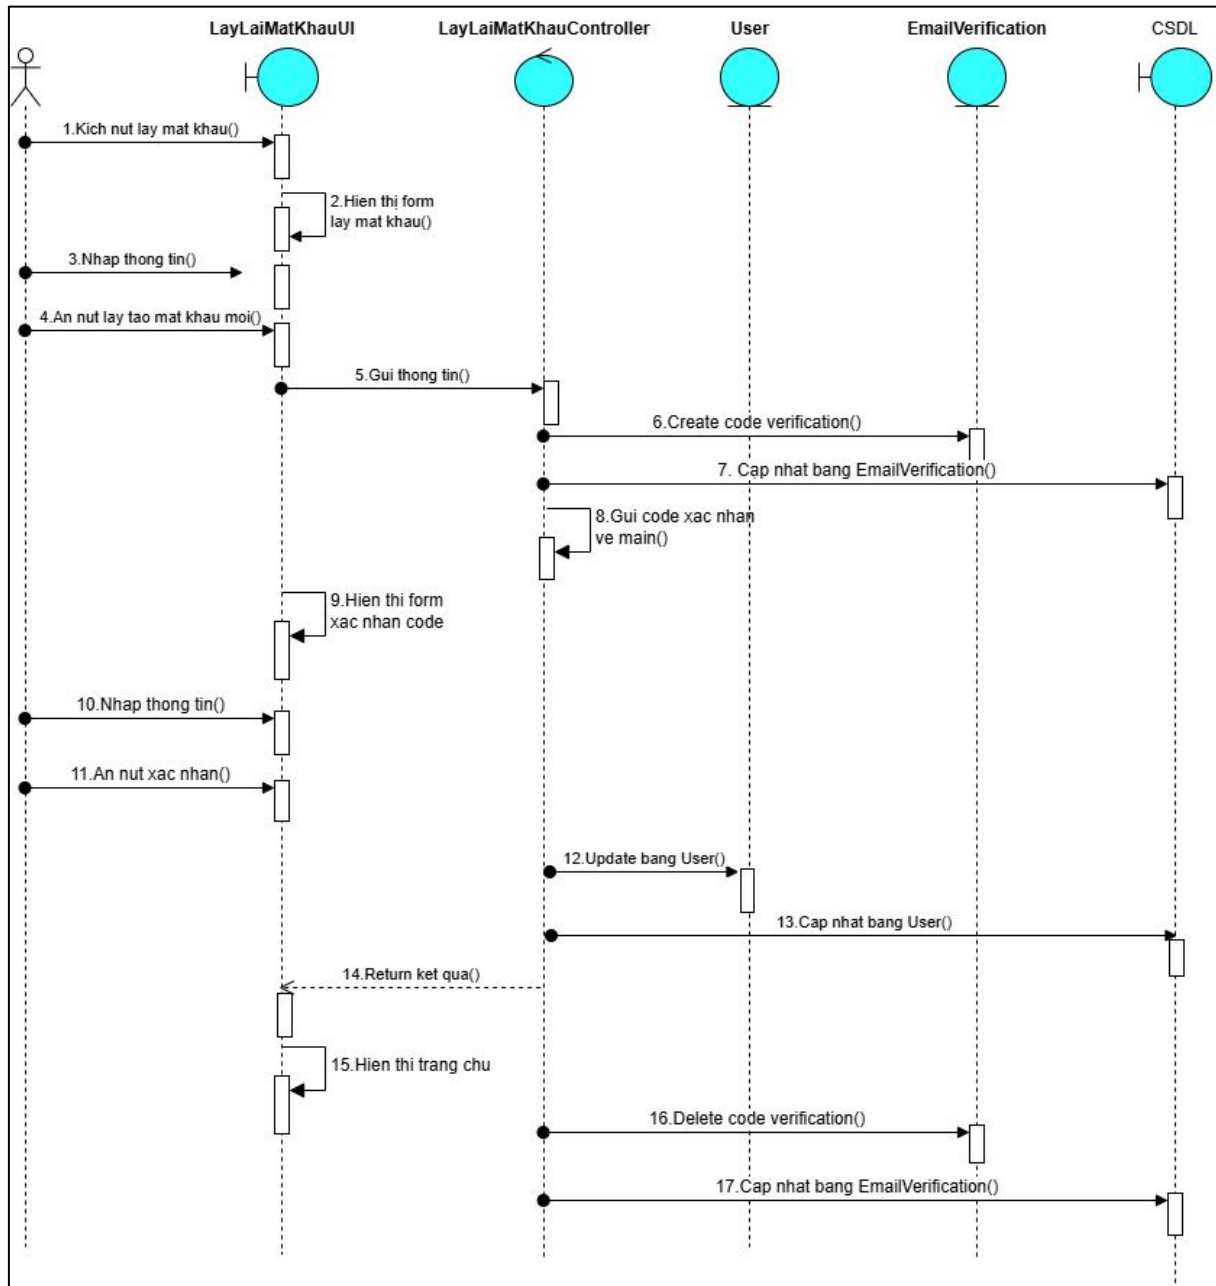 LayLaiMatKhauUI
LayLaiMatKhauController
User
EmailVerification
CSDL
1.Kich nut lay mat khau()
2.Hien thị form
lay mat khau()
3.Nhap thong tin()
4.An nut lay tao mat khau moi()
5.Gui thong tin()
6.Create code verification()
7. Cap nhat bang EmailVerification()
8.Gui code xac nhan
ve main()
9.Hien thi form
xac nhan code
10.Nhap thong tin()
11.An nut xac nhan()
12.Update bang User()
13.Cap nhat bang User()
14.Return ket qua()
15.Hien thi trang chu
16.Delete code verification()
17.Cap nhat bang EmailVerification()